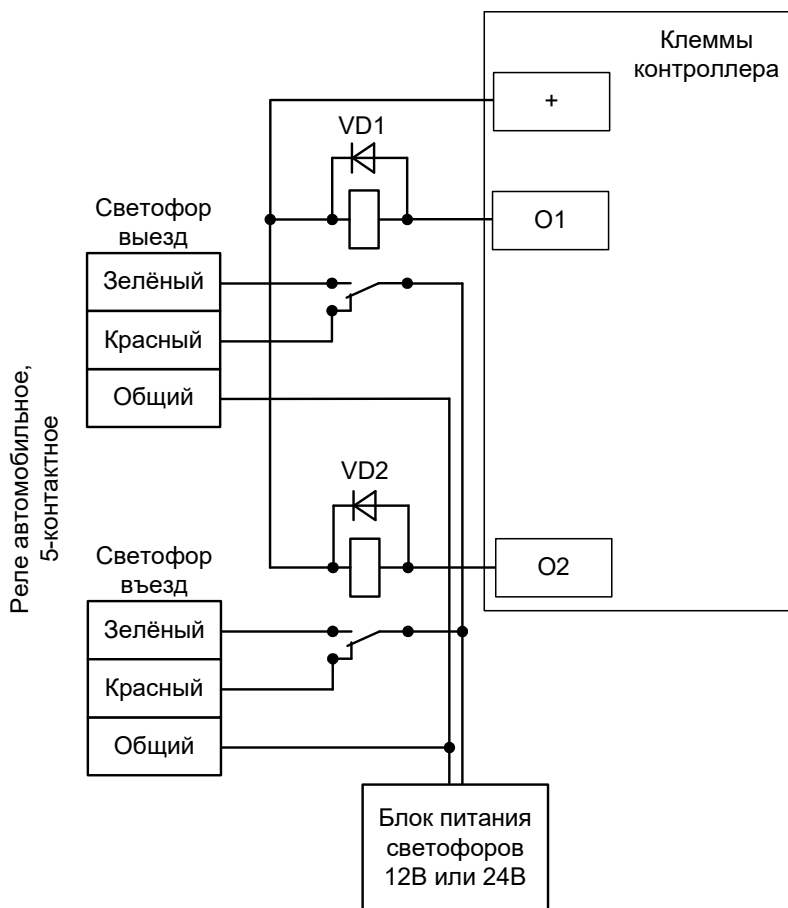 Клеммы
контроллера
+
VD1
O1
Светофор
выезд
Зелёный
Красный
Общий
Реле автомобильное,
5-контактное
VD2
O2
Светофор
въезд
Зелёный
Красный
Общий
Блок питания
светофоров
12В или 24В